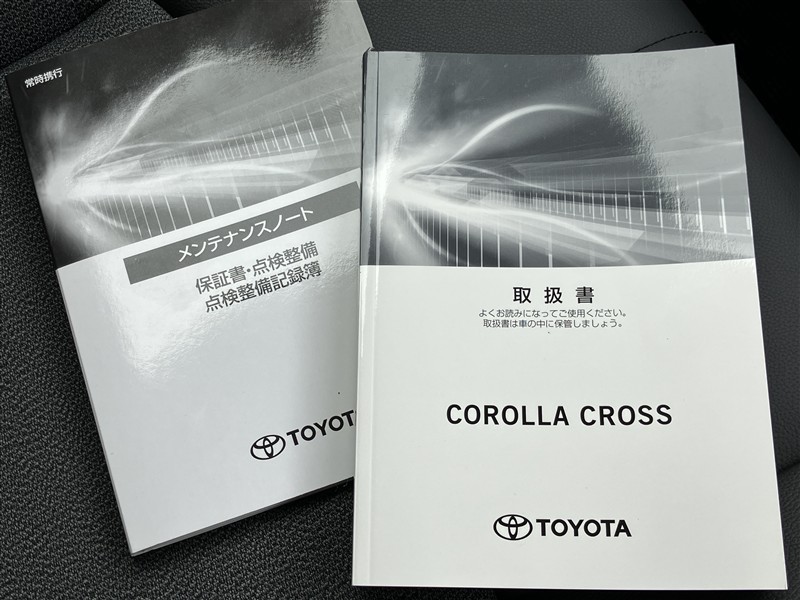 常時携行
メンテナンスノート
保証書・点検整備
点検整備記録簿
TOYOT
取扱書
よくお読みになってご使用ください。
取扱書は車の中に保管しましょう。
COROLLA CROSS
TOYOTA